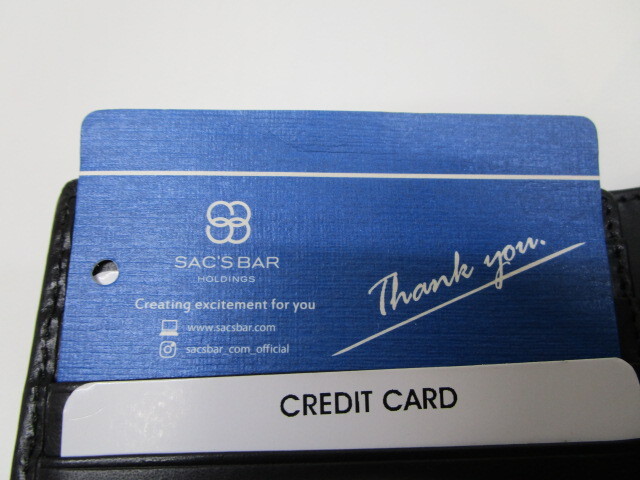 SAC'S BAR
HOLDINGS
Creating excitement for you
www.sacsbar.com
sacsbar_com_official
Thank you.
CREDIT CARD